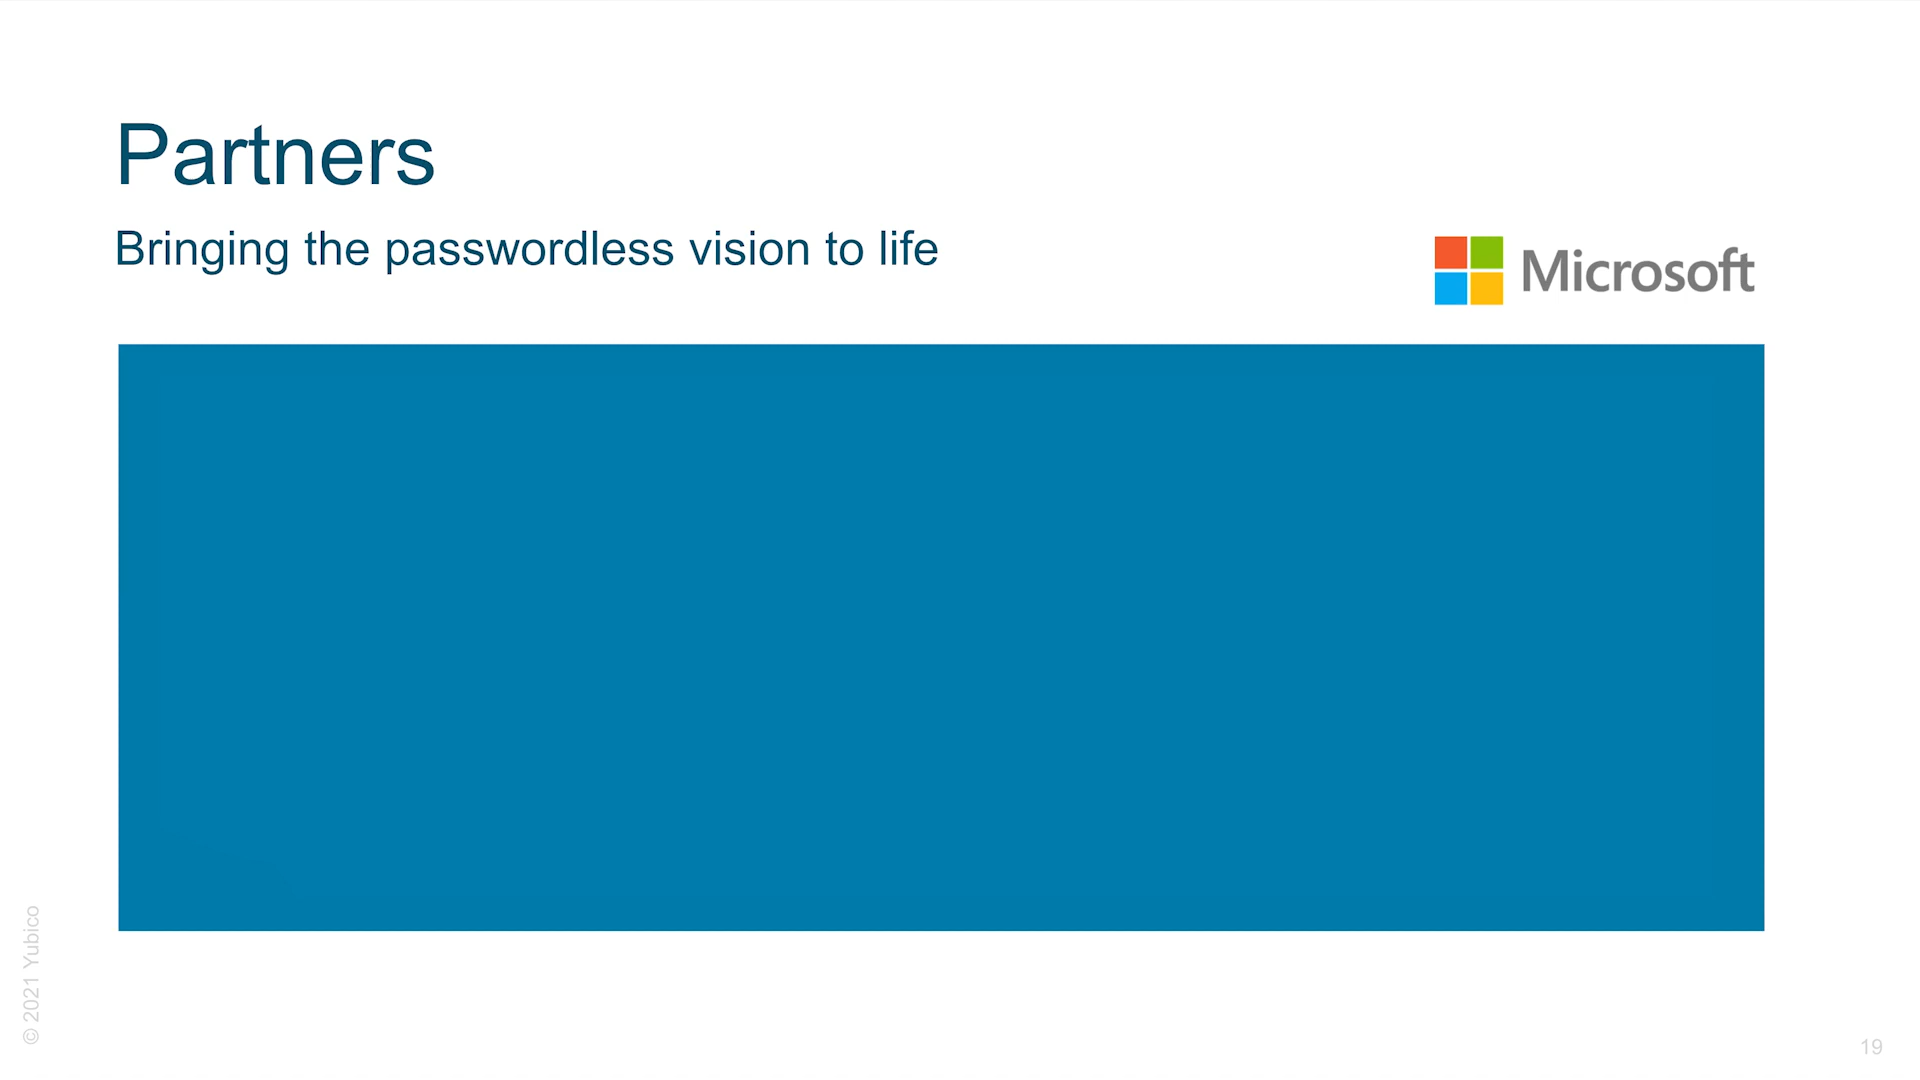 Partners
Bringing the passwordless vision to life
Microsoft
© 2021 Yubico
19